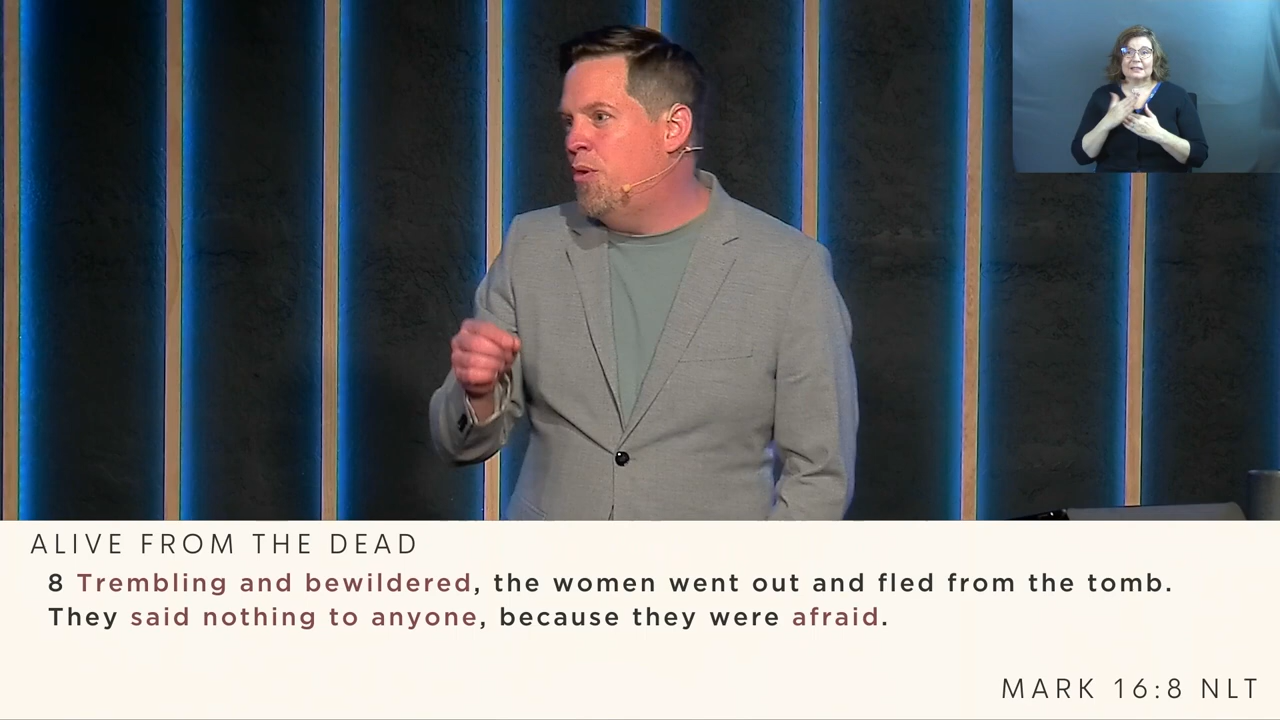 ALIVE FROM THE DEAD
8 Trembling and bewildered, the women went out and fled from the tomb.
They said nothing to anyone, because they were afraid.
MARK 16:8 NLT